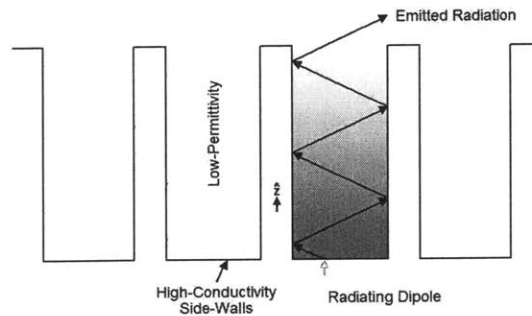 Emitted Radiation
Low-Permittivity
ẑ
High-Conductivity
Side-Walls
Radiating Dipole